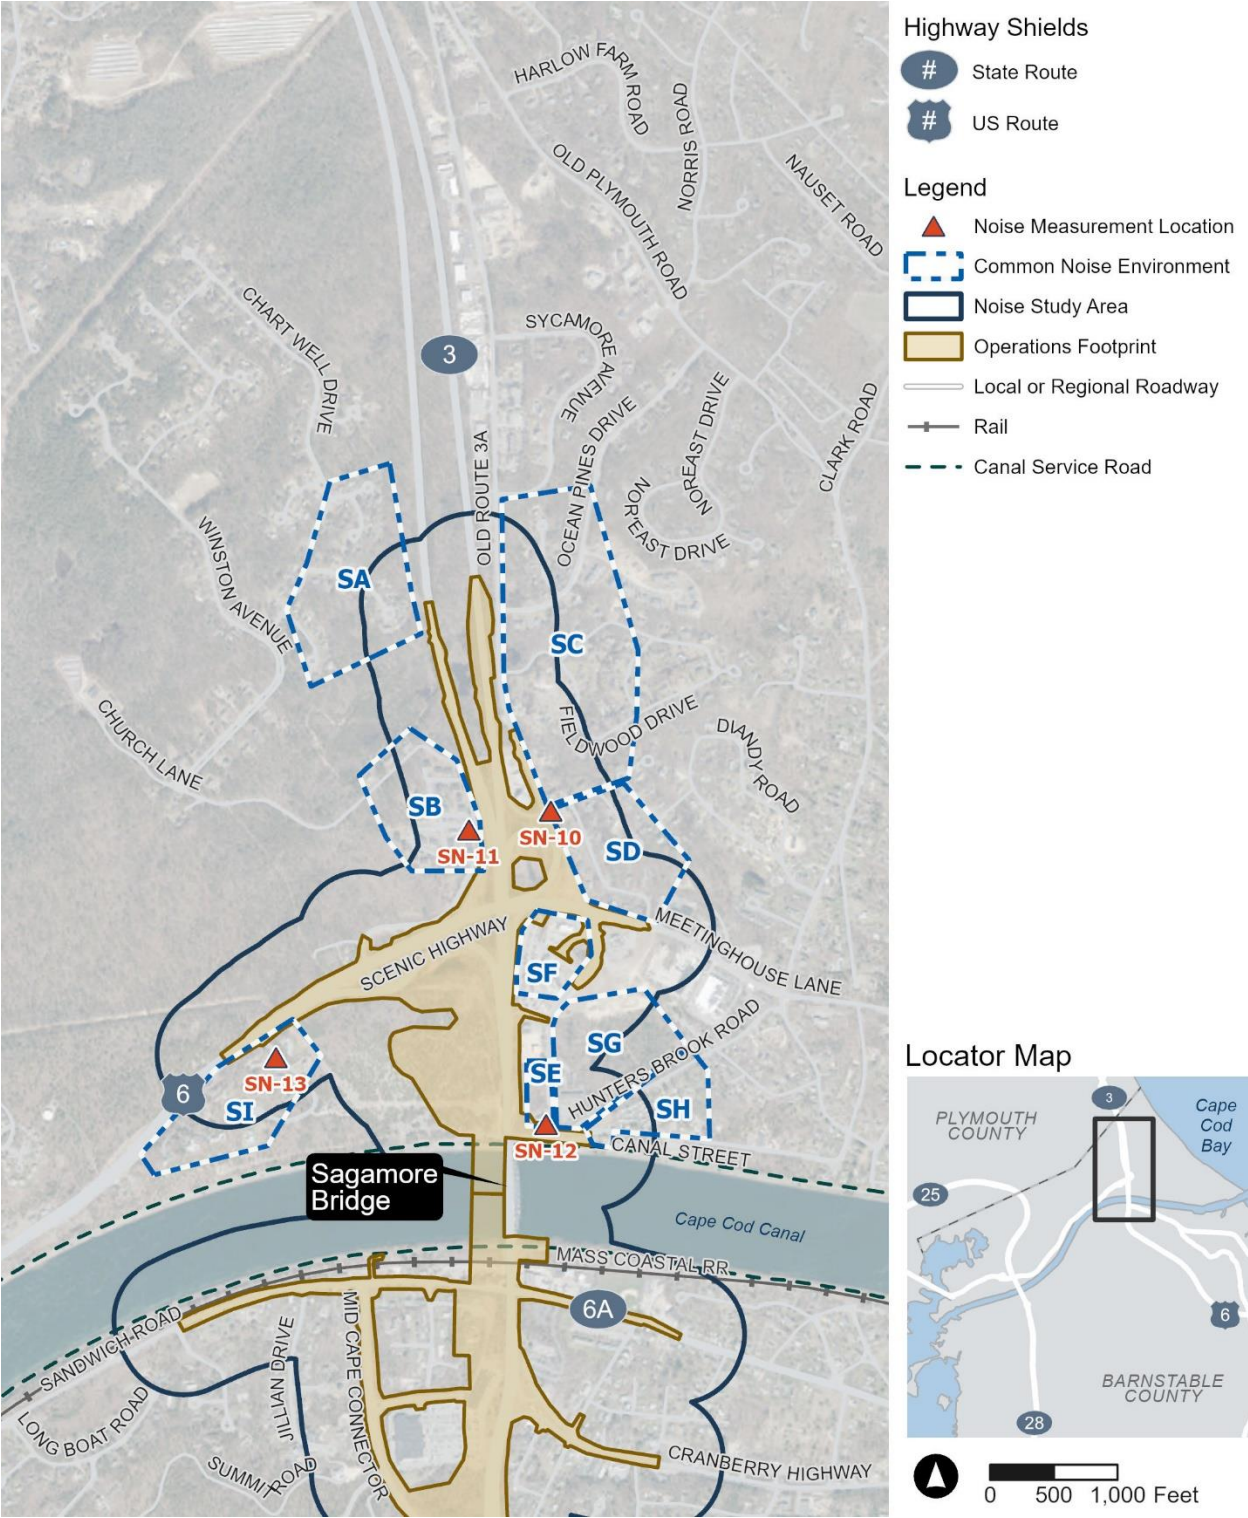 HARLOW FARM ROAD
NORRIS ROAD
OLD PLYMOUTH ROAD
NAUSET ROAD
CHART WELL DRIVE
SYCAMORE AVENUE
3
OCEAN PINES DRIVE
NOR'EAST DRIVE
NOREAST DRIVE
CLARK ROAD
OLD ROUTE 3A
WINSTON AVENUE
SA
SC
CHURCH LANE
FIELDWOOD DRIVE
DIANDY ROAD
SB
SN-11
SN-10
SD
SCENIC HIGHWAY
MEETINGHOUSE LANE
SF
SG
HUNTERS BROOK ROAD
SE
SN-13
6
SI
SH
SN-12
CANAL STREET
Sagamore
Bridge
Cape Cod Canal
MASS COASTAL RR
6A
SANDWICH ROAD
MID CAPE CONNECTOR
JILLIAN DRIVE
LONG BOAT ROAD
SUMMIT ROAD
CRANBERRY HIGHWAY
Highway Shields
# State Route
# US Route
Legend
Noise Measurement Location
Common Noise Environment
Noise Study Area
Operations Footprint
Local or Regional Roadway
Rail
Canal Service Road
Locator Map
3
PLYMOUTH
COUNTY
Cape
Cod
Bay
25
6
BARNSTABLE
COUNTY
28
0 500 1,000 Feet